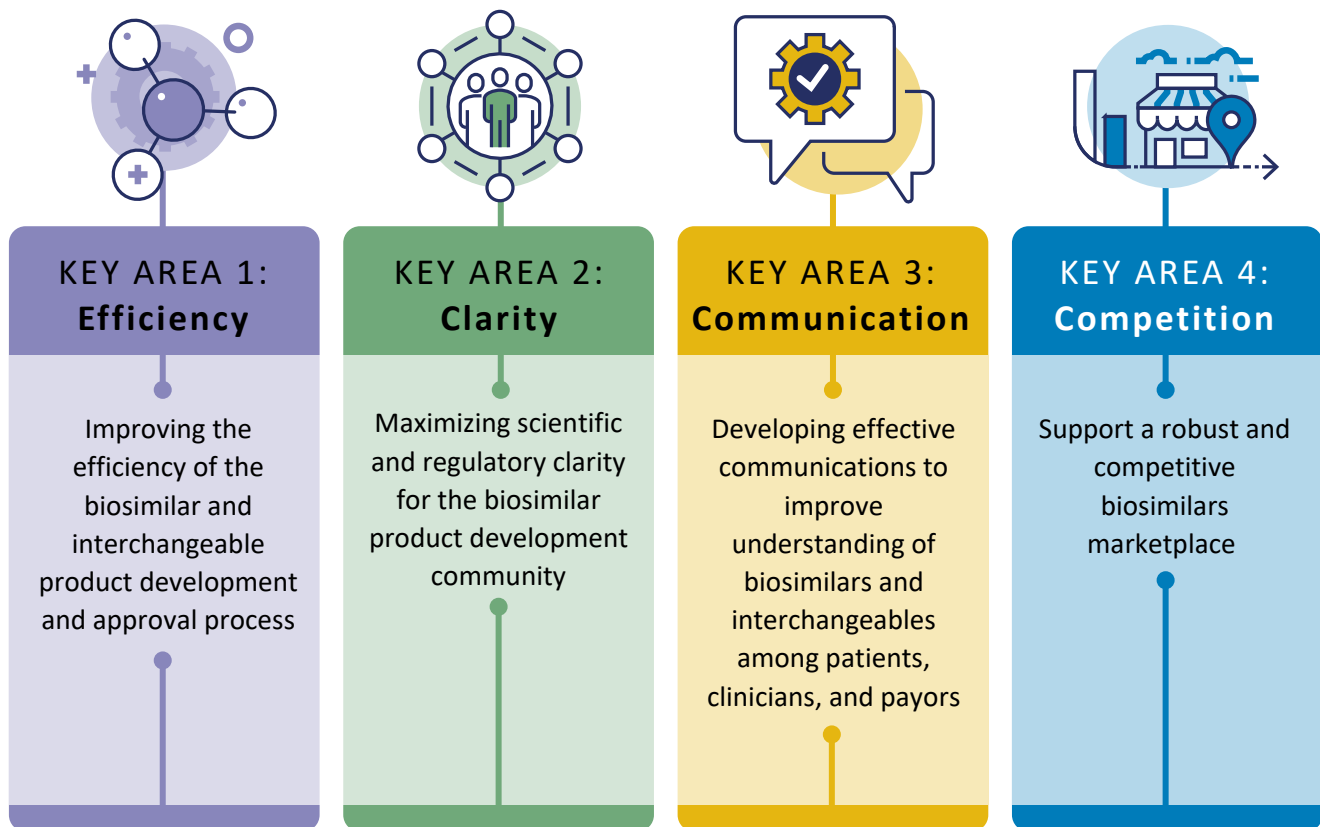 KEY AREA 1:
Efficiency
Improving the
efficiency of the
biosimilar and
interchangeable
product development
and approval process
KEY AREA 2:
Clarity
Maximizing scientific
and regulatory clarity
for the biosimilar
product development
community
KEY AREA 3:
Communication
Developing effective
communications to
improve
understanding of
biosimilars and
interchangeables
among patients,
clinicians, and payors
KEY AREA 4:
Competition
Support a robust and
competitive
biosimilars
marketplace